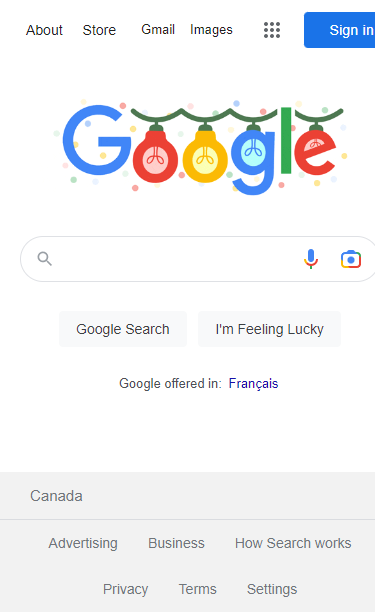 About Store Gmail Images Sign in
Google
Google Search I'm Feeling Lucky
Google offered in: Français
Canada
Advertising Business How Search works
Privacy Terms Settings